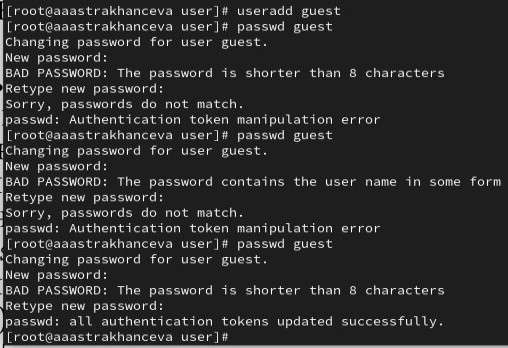 [root@aaastrakhanceva user]# useradd guest
[root@aaastrakhanceva user]# passwd guest
Changing password for user guest.
New password:
BAD PASSWORD: The password is shorter than 8 characters
Retype new password:
Sorry, passwords do not match.
passwd: Authentication token manipulation error
[root@aaastrakhanceva user]# passwd guest
Changing password for user guest.
New password:
BAD PASSWORD: The password contains the user name in some form
Retype new password:
Sorry, passwords do not match.
passwd: Authentication token manipulation error
[root@aaastrakhanceva user]# passwd guest
Changing password for user guest.
New password:
BAD PASSWORD: The password is shorter than 8 characters
Retype new password:
passwd: all authentication tokens updated successfully.
[root@aaastrakhanceva user]#